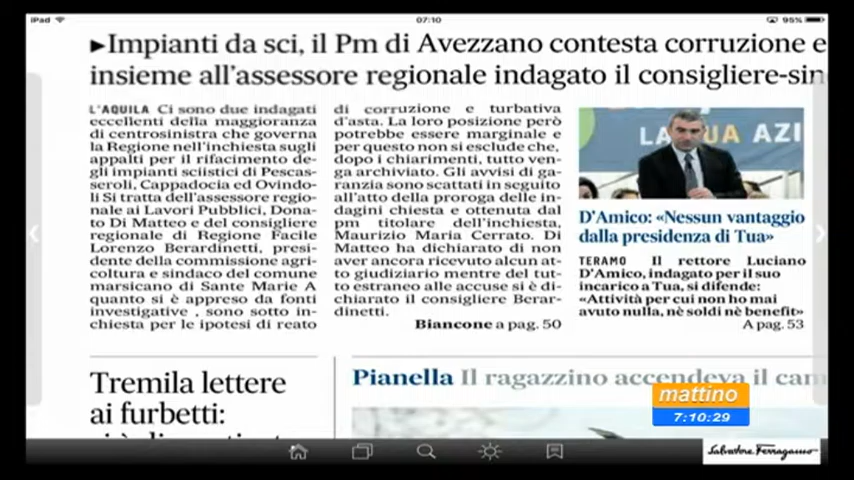 iPad
07:10
95%
▸Impianti da sci, il Pm di Avezzano contesta corruzione e
insieme all'assessore regionale indagato il consigliere-sin
L'AQUILA Ci sono due indagati
eccellenti della maggioranza
di centrosinistra che governa
la Regione nell'inchiesta sugli
appalti per il rifacimento de-
gli impianti sciistici di Pescas-
seroli, Cappadocia ed Ovindo-
li Si tratta dell'assessore regio-
nale ai Lavori Pubblici, Dona-
to Di Matteo e del consigliere
regionale di Regione Facile
Lorenzo Berardinetti, presi-
dente della commissione agri-
coltura e sindaco del comune
marsicano di Sante Marie A
quanto si è appreso da fonti
investigative , sono sotto in-
chiesta per le ipotesi di reato
di corruzione e turbativa
d'asta. La loro posizione però
potrebbe essere marginale e
per questo non si esclude che,
dopo i chiarimenti, tutto ven-
ga archiviato. Gli avvisi di ga-
ranzia sono scattati in seguito
all'atto della proroga delle in-
dagini chiesta e ottenuta dal
pm titolare dell'inchiesta,
Maurizio Maria Cerrato. Di
Matteo ha dichiarato di non
aver ancora ricevuto alcun at-
to giudiziario mentre del tut-
to estraneo alle accuse si è di-
chiarato il consigliere Berar-
dinetti.
Biancone a pag. 50
LA UA AZI
D'Amico: «Nessun vantaggio
dalla presidenza di Tua»
TERAMO Il rettore Luciano
D'Amico, indagato per il suo
incarico a Tua, si difende:
«Attività per cui non ho mai
avuto nulla, nè soldi nè benefit»
A pag. 53
Tremila lettere
ai furbetti:
Pianella Il ragazzino accendeva il cam
mattino
7:10:29
Salvatore Ferragamo